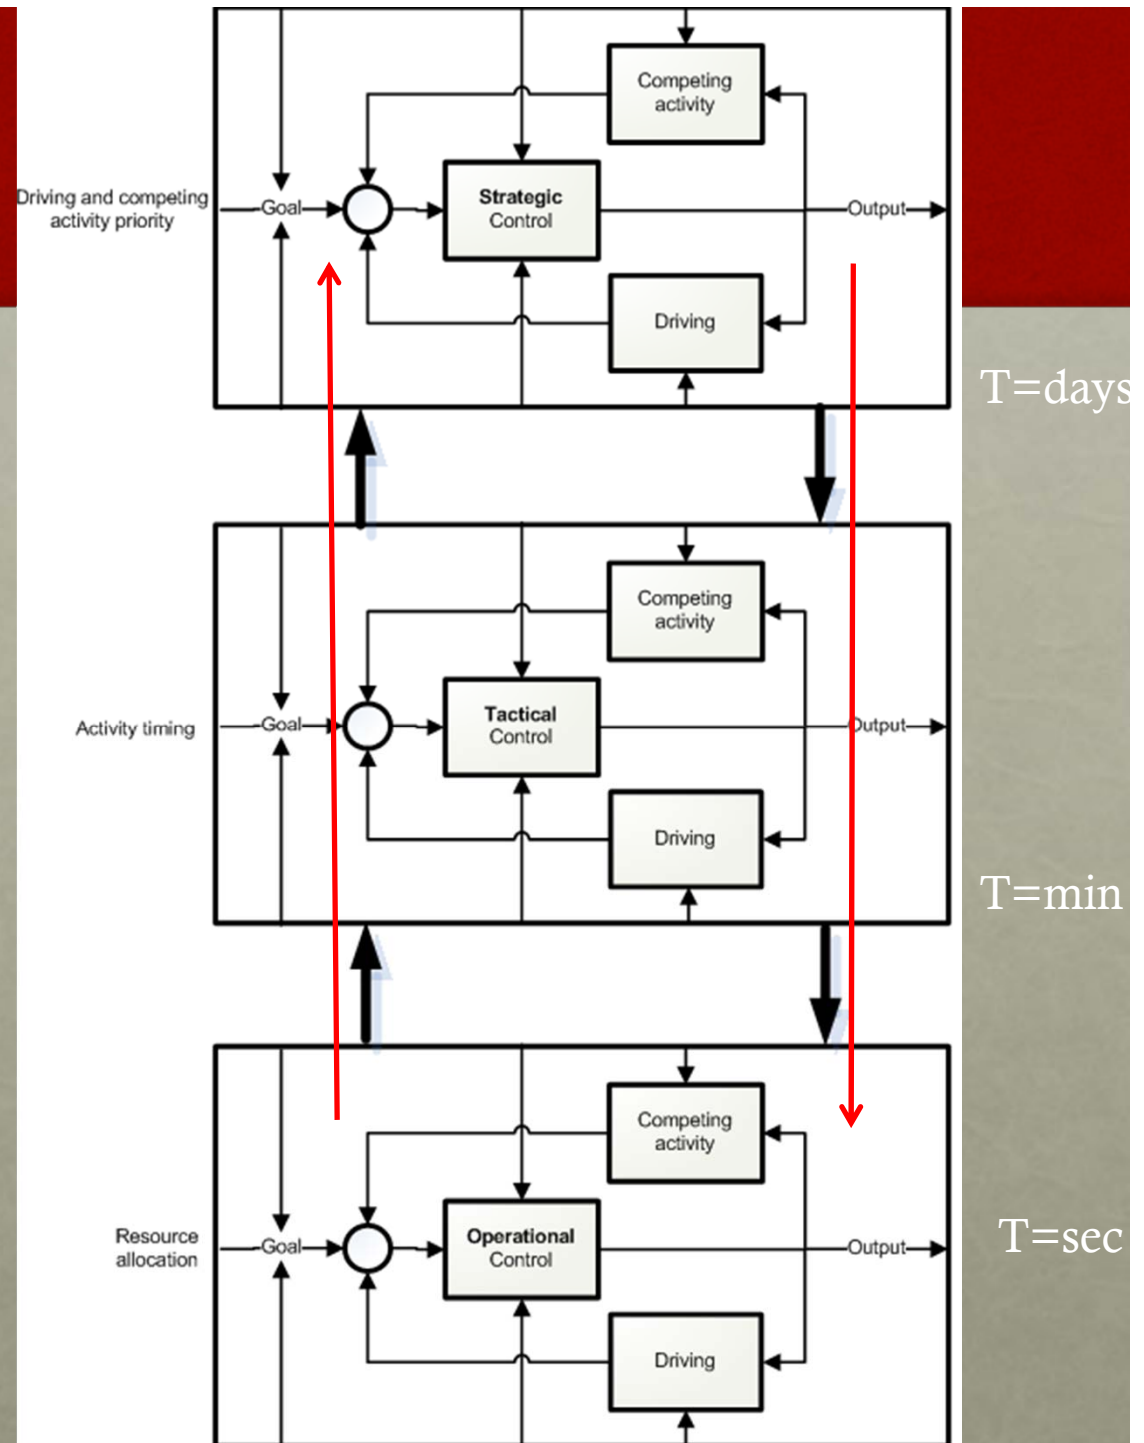 Competing
activity
Driving and competing
activity priority
Goal
Strategic
Control
Output
Driving
T=days
Competing
activity
Activity timing
Goal
Tactical
Control
Output
Driving
T=min
Competing
activity
Resource
allocation
Goal
Operational
Control
Output
T=sec
Driving